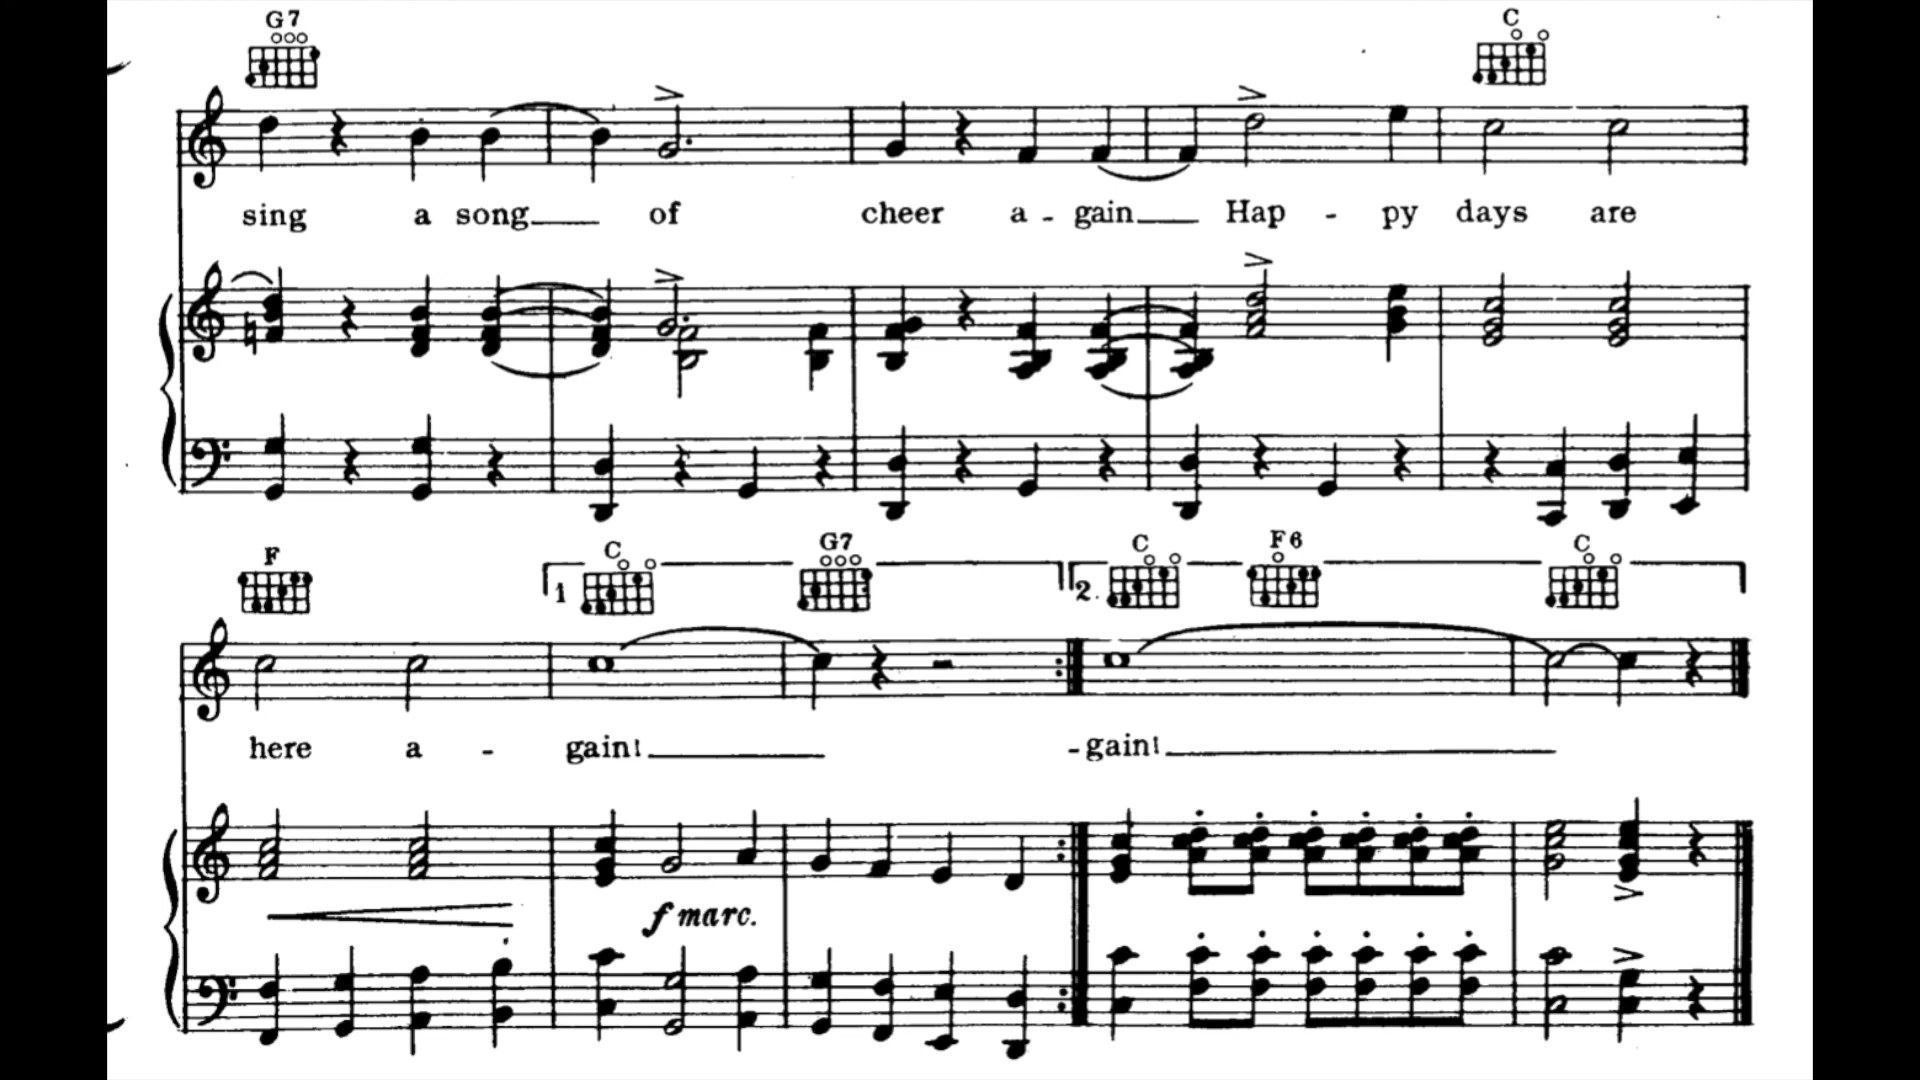 G7 C
sing a song of cheer a - gain Hap - py days are
F 1 C G7 2. C F6 C
here a - gain! -gain!
f marc.